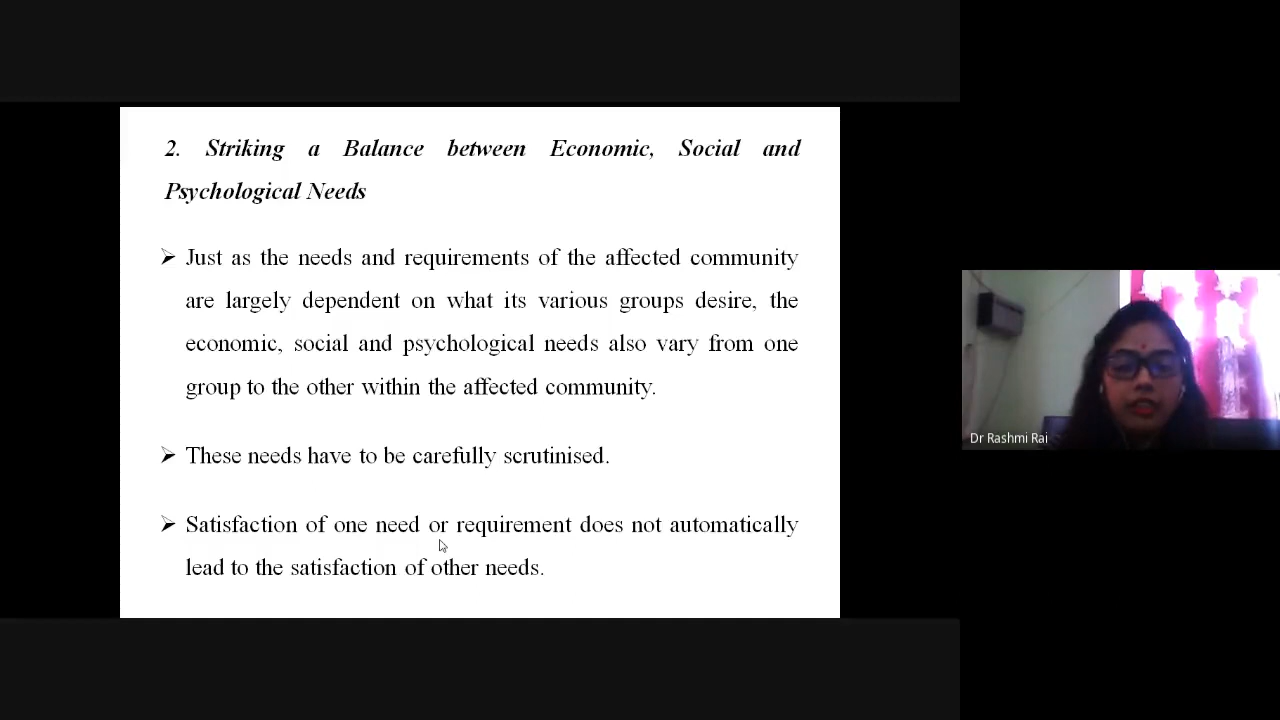 2. Striking a Balance between Economic, Social and
Psychological Needs
➢ Just as the needs and requirements of the affected community
are largely dependent on what its various groups desire, the
economic, social and psychological needs also vary from one
group to the other within the affected community.
➢ These needs have to be carefully scrutinised.
➢ Satisfaction of one need or requirement does not automatically
lead to the satisfaction of other needs.
Dr Rashmi Rai